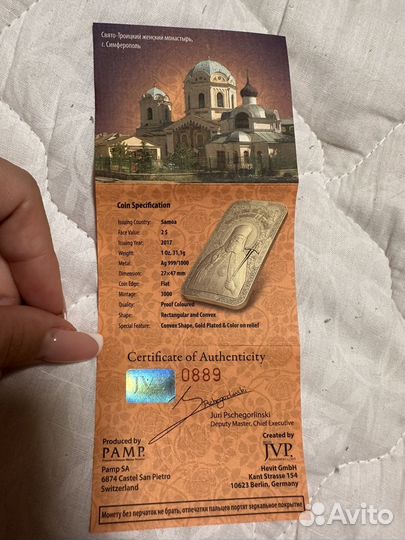 Свято-Троицкий женский монастырь,
г. Симферополь
Coin Specification
Issuing Country: Samoa
Face Value: 2 $
Issuing Year: 2017
Weight: 1 Oz, 31,1g
Metal: Ag 999/1000
Dimension: 27×47 mm
Coin Edge: Flat
Mintage: 3000
Quality: Proof Coloured
Shape: Rectangular and Convex
Special Feature: Convex Shape, Gold Plated & Color on relief
Certificate of Authenticity
JVP
0889
Juri Pschegorlinski
Deputy Master, Chief Executive
Produced by
PAMP
Pamp SA
6874 Castel San Pietro
Switzerland
Created by
JVP
Hevit GmbH
Kant Strasse 154
10623 Berlin, Germany
Монету без перчаток не брать, отпечатки пальцев портят зеркальное покрытие
Avito